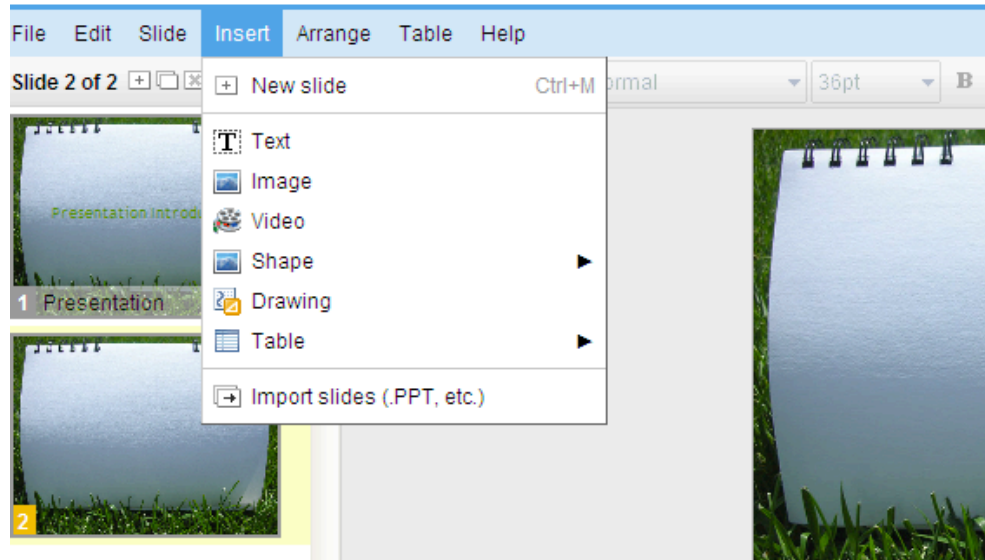 File Edit Slide Insert Arrange Table Help
Slide 2 of 2
36pt B
New slide Ctrl+M
T Text
Image
Video
Shape
Drawing
Table
Import slides (.PPT, etc.)
Presentation
1 Presentation
2